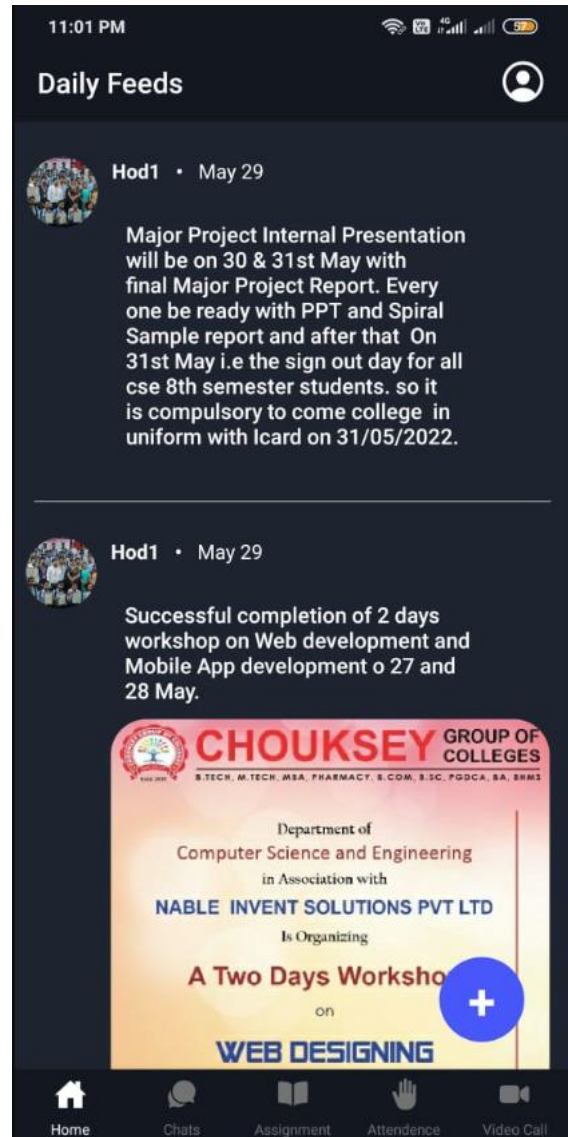 11:01 PM
Vo LTE 4G 57
Daily Feeds
Hod1 • May 29
Major Project Internal Presentation
will be on 30 & 31st May with
final Major Project Report. Every
one be ready with PPT and Spiral
Sample report and after that On
31st May i.e the sign out day for all
cse 8th semester students. so it
is compulsory to come college in
uniform with Icard on 31/05/2022.
Hod1 • May 29
Successful completion of 2 days
workshop on Web development and
Mobile App development o 27 and
28 May.
CHOUKSEY GROUP OF
COLLEGES
B.TECH, M.TECH, MBA, PHARMACY, B.COM, B.SC, PGDCA, BA, BHMS
Department of
Computer Science and Engineering
in Association with
NABLE INVENT SOLUTIONS PVT LTD
Is Organizing
A Two Days Worksho
on
WEB DESIGNING
+
Home Chats Assignment Attendence Video Call